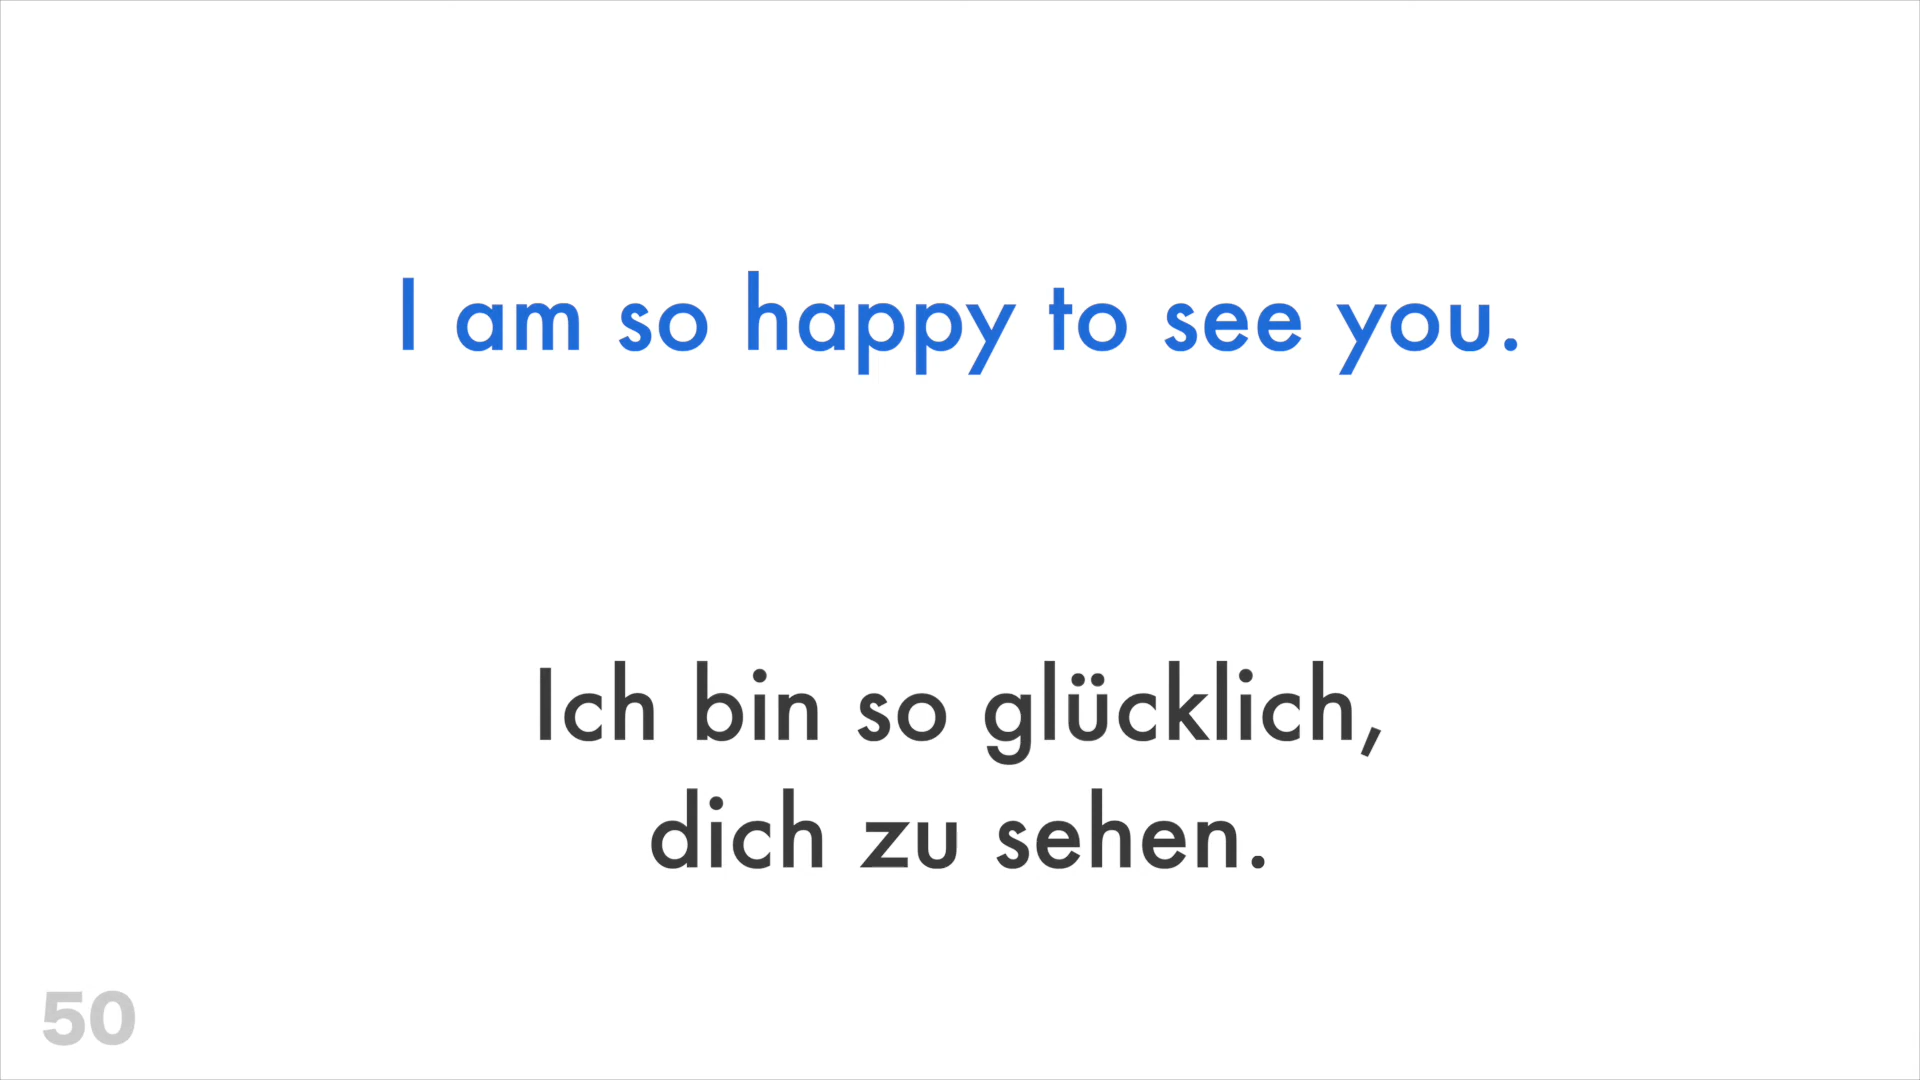 I am so happy to see you.
Ich bin so glücklich,
dich zu sehen.
50